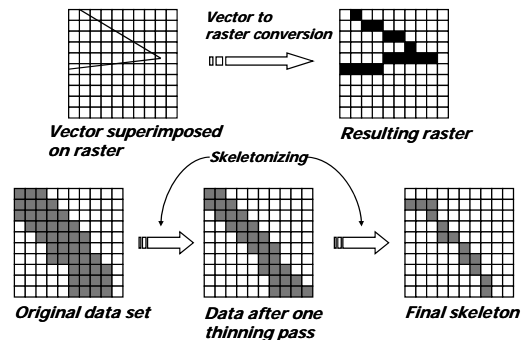 Vector to
raster conversion
Vector superimposed
on raster
Resulting raster
Skeletonizing
Original data set
Data after one
thinning pass
Final skeleton